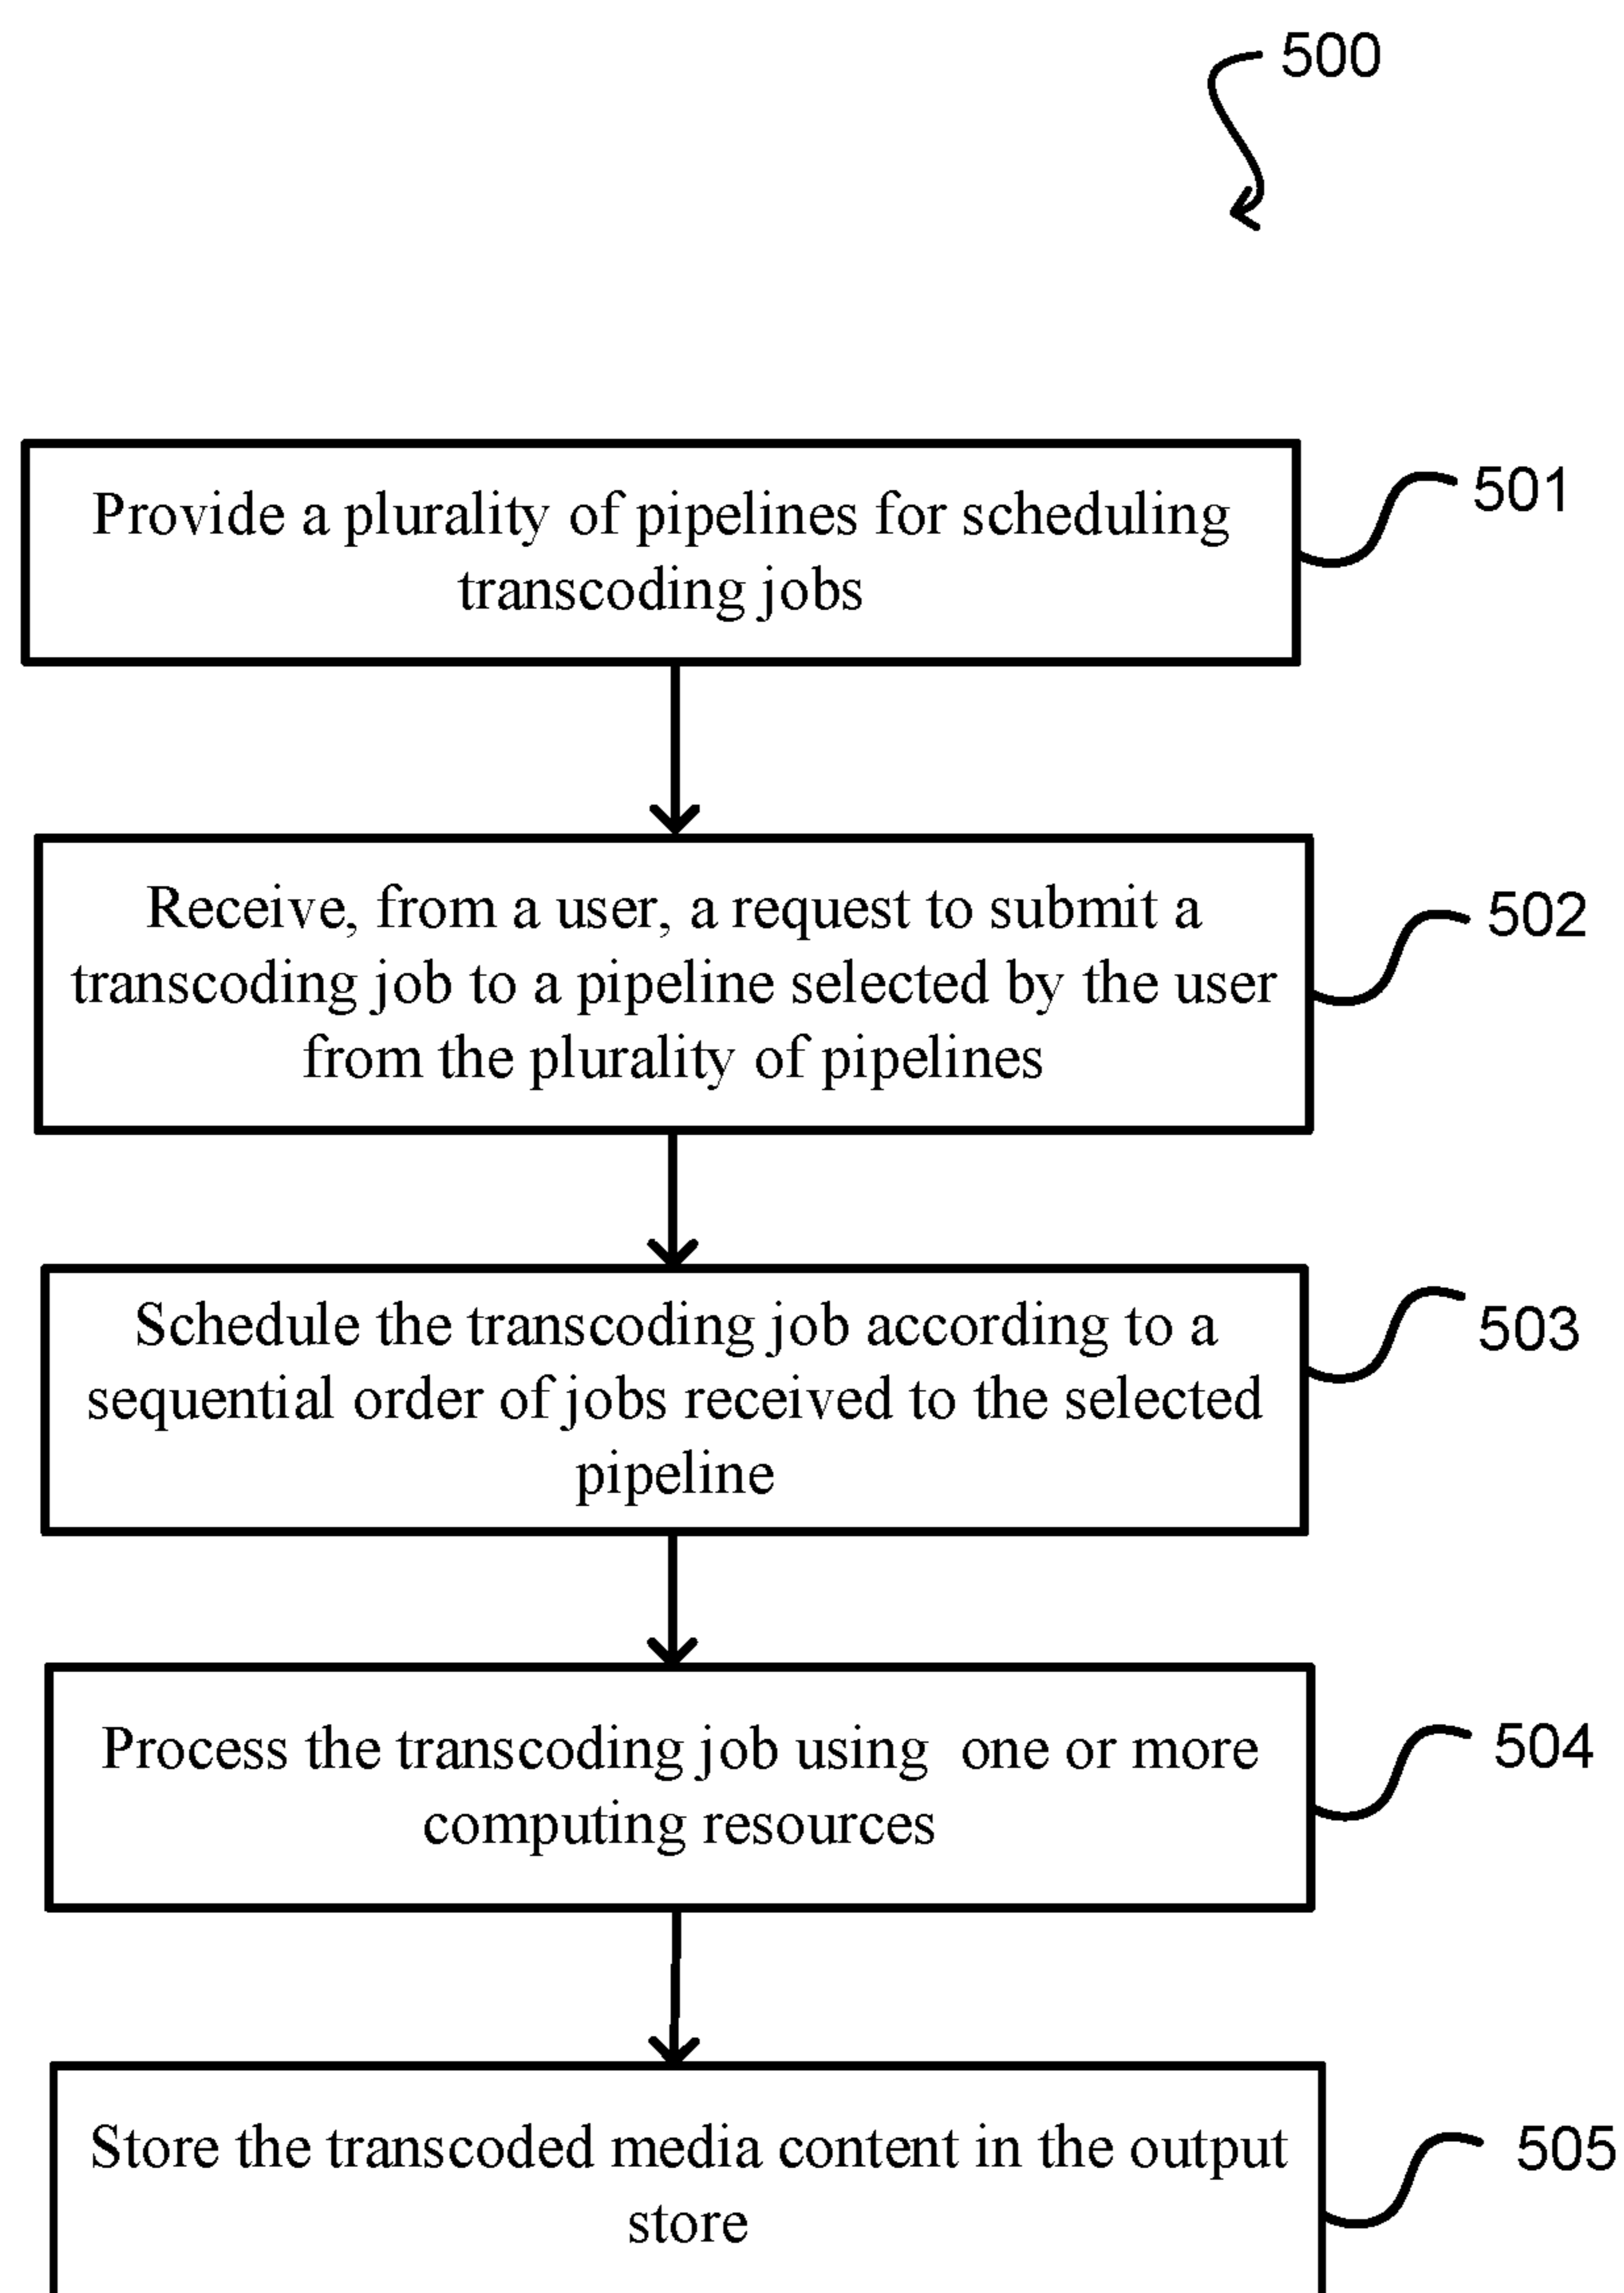 500
Provide a plurality of pipelines for scheduling
transcoding jobs
501
Receive, from a user, a request to submit a
transcoding job to a pipeline selected by the user
from the plurality of pipelines
502
Schedule the transcoding job according to a
sequential order of jobs received to the selected
pipeline
503
Process the transcoding job using  one or more
computing resources
504
Store the transcoded media content in the output
store
505